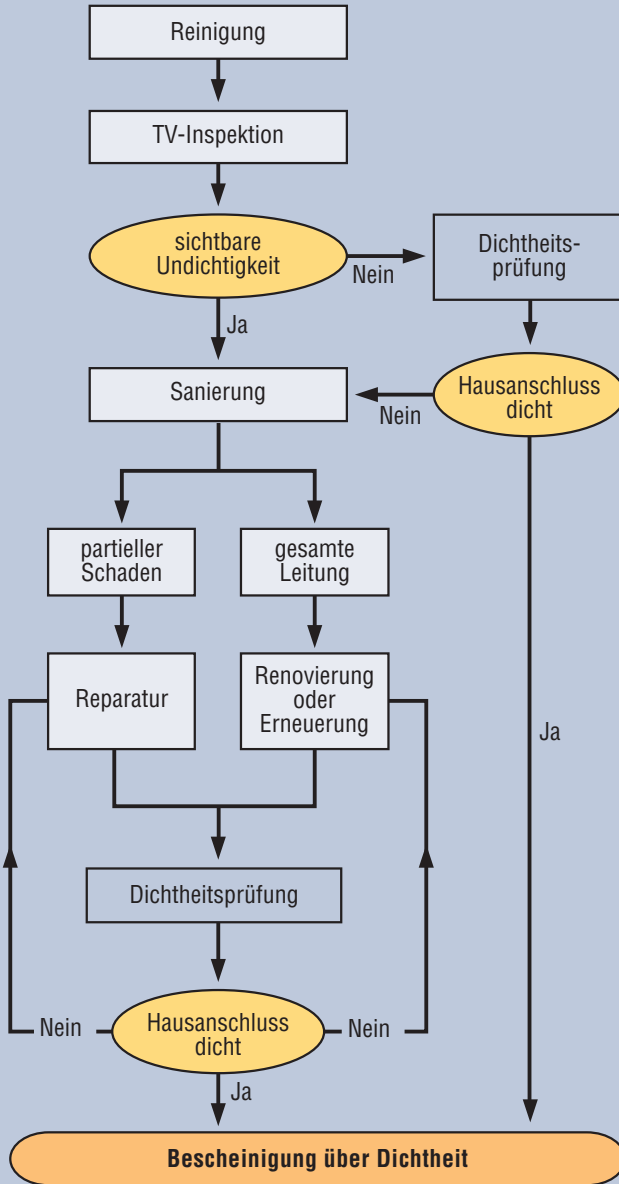 Reinigung
TV-Inspektion
sichtbare
Undichtigkeit
Nein
Dichtheits-
prüfung
Ja
Hausanschluss
dicht
Nein
Sanierung
partieller
Schaden
gesamte
Leitung
Reparatur
Renovierung
oder
Erneuerung
Ja
Dichtheitsprüfung
Hausanschluss
dicht
Nein
Nein
Ja
Bescheinigung über Dichtheit